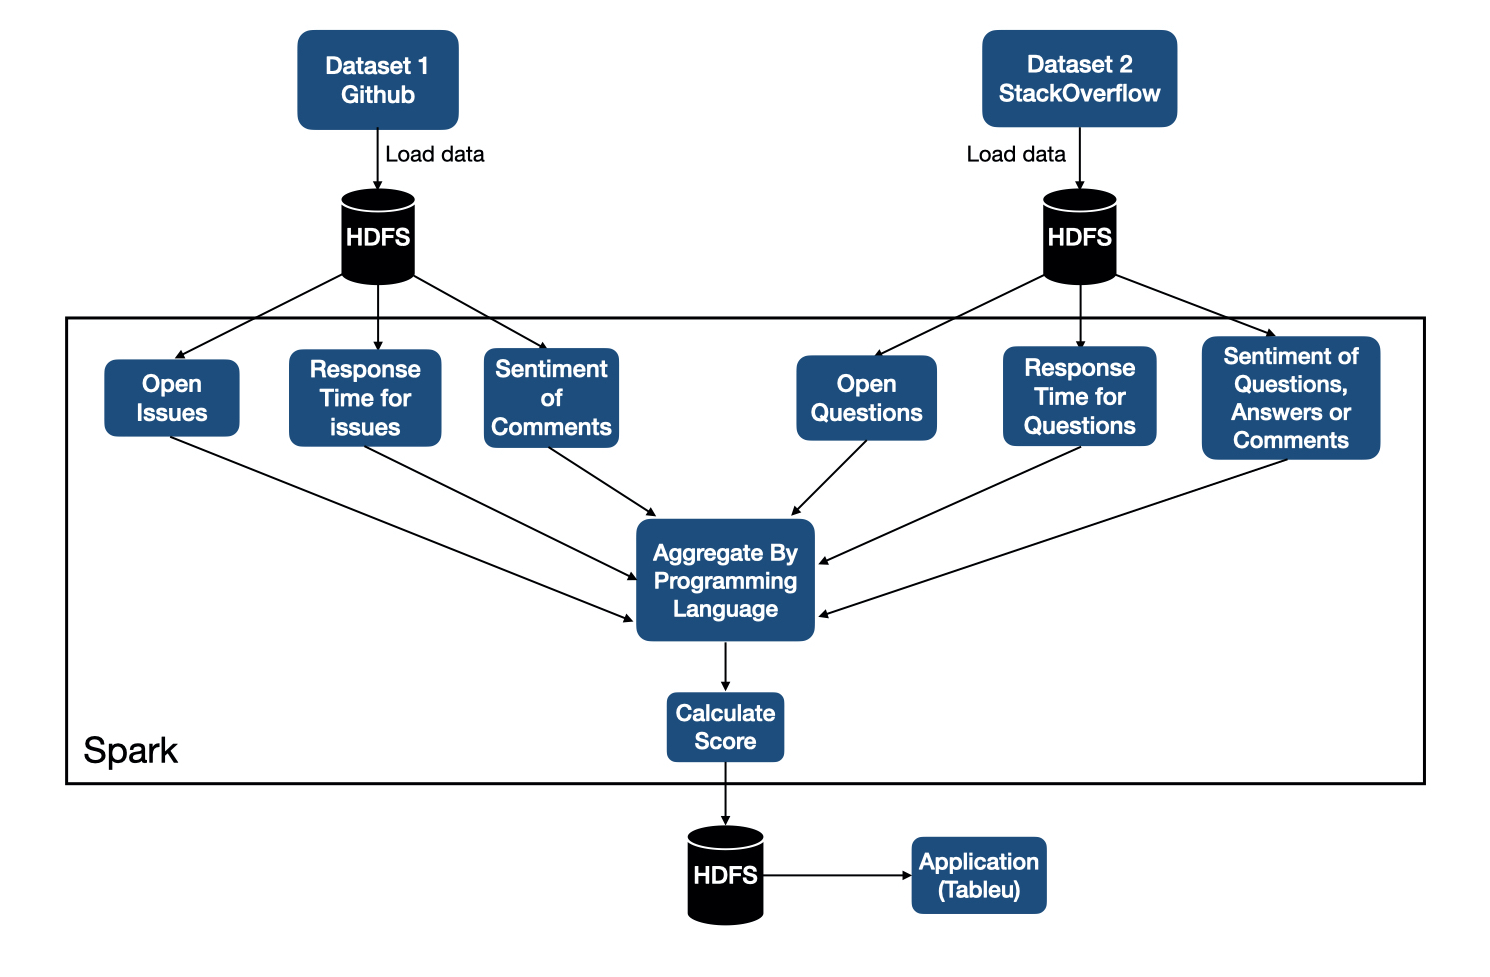 Dataset 1
Github
Dataset 2
StackOverflow
Load data
Load data
HDFS
HDFS
Open
Issues
Response
Time for
issues
Sentiment
of
Comments
Open
Questions
Response
Time for
Questions
Sentiment of
Questions,
Answers or
Comments
Aggregate By
Programming
Language
Calculate
Score
Spark
HDFS
Application
(Tableu)